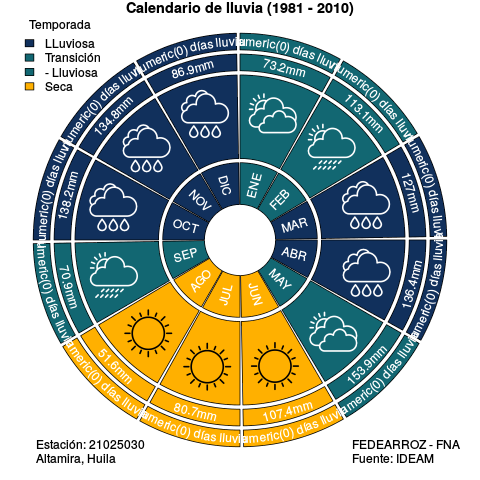 Calendario de lluvia (1981 - 2010)
Temporada
LLuviosa
Transición
- Lluviosa
Seca
umeric(0) días lluvia
73.2mm
ENE
umeric(0) días lluvia
113.1mm
FEB
umeric(0) días lluvia
127mm
MAR
umeric(0) días lluvia
136.4mm
ABR
umeric(0) días lluvia
153.9mm
MAY
umeric(0) días lluvia
107.4mm
JUN
umeric(0) días lluvia
80.7mm
JUL
umeric(0) días lluvia
51.6mm
AGO
umeric(0) días lluvia
70.9mm
SEP
umeric(0) días lluvia
138.2mm
OCT
umeric(0) días lluvia
134.8mm
NOV
umeric(0) días lluvia
86.9mm
DIC
Estación: 21025030
Altamira, Huila
FEDEARROZ - FNA
Fuente: IDEAM